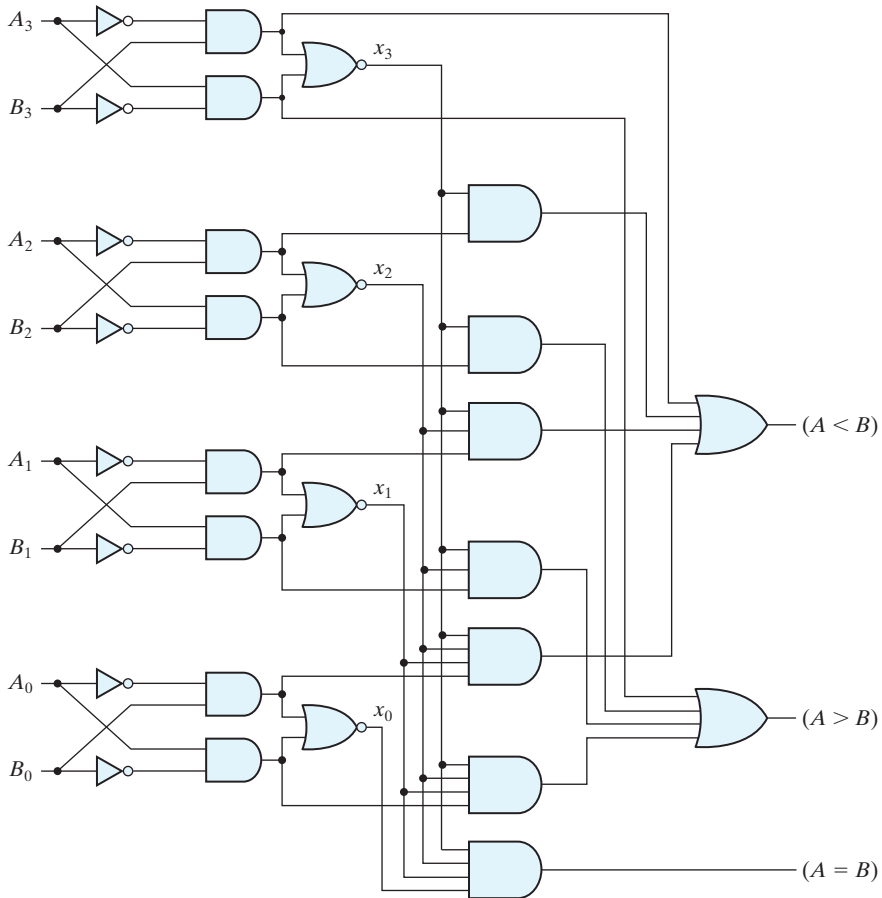 A₃
x₃
B₃
A₂
x₂
B₂
(A < B)
A₁
x₁
B₁
A₀
x₀
(A > B)
B₀
(A = B)